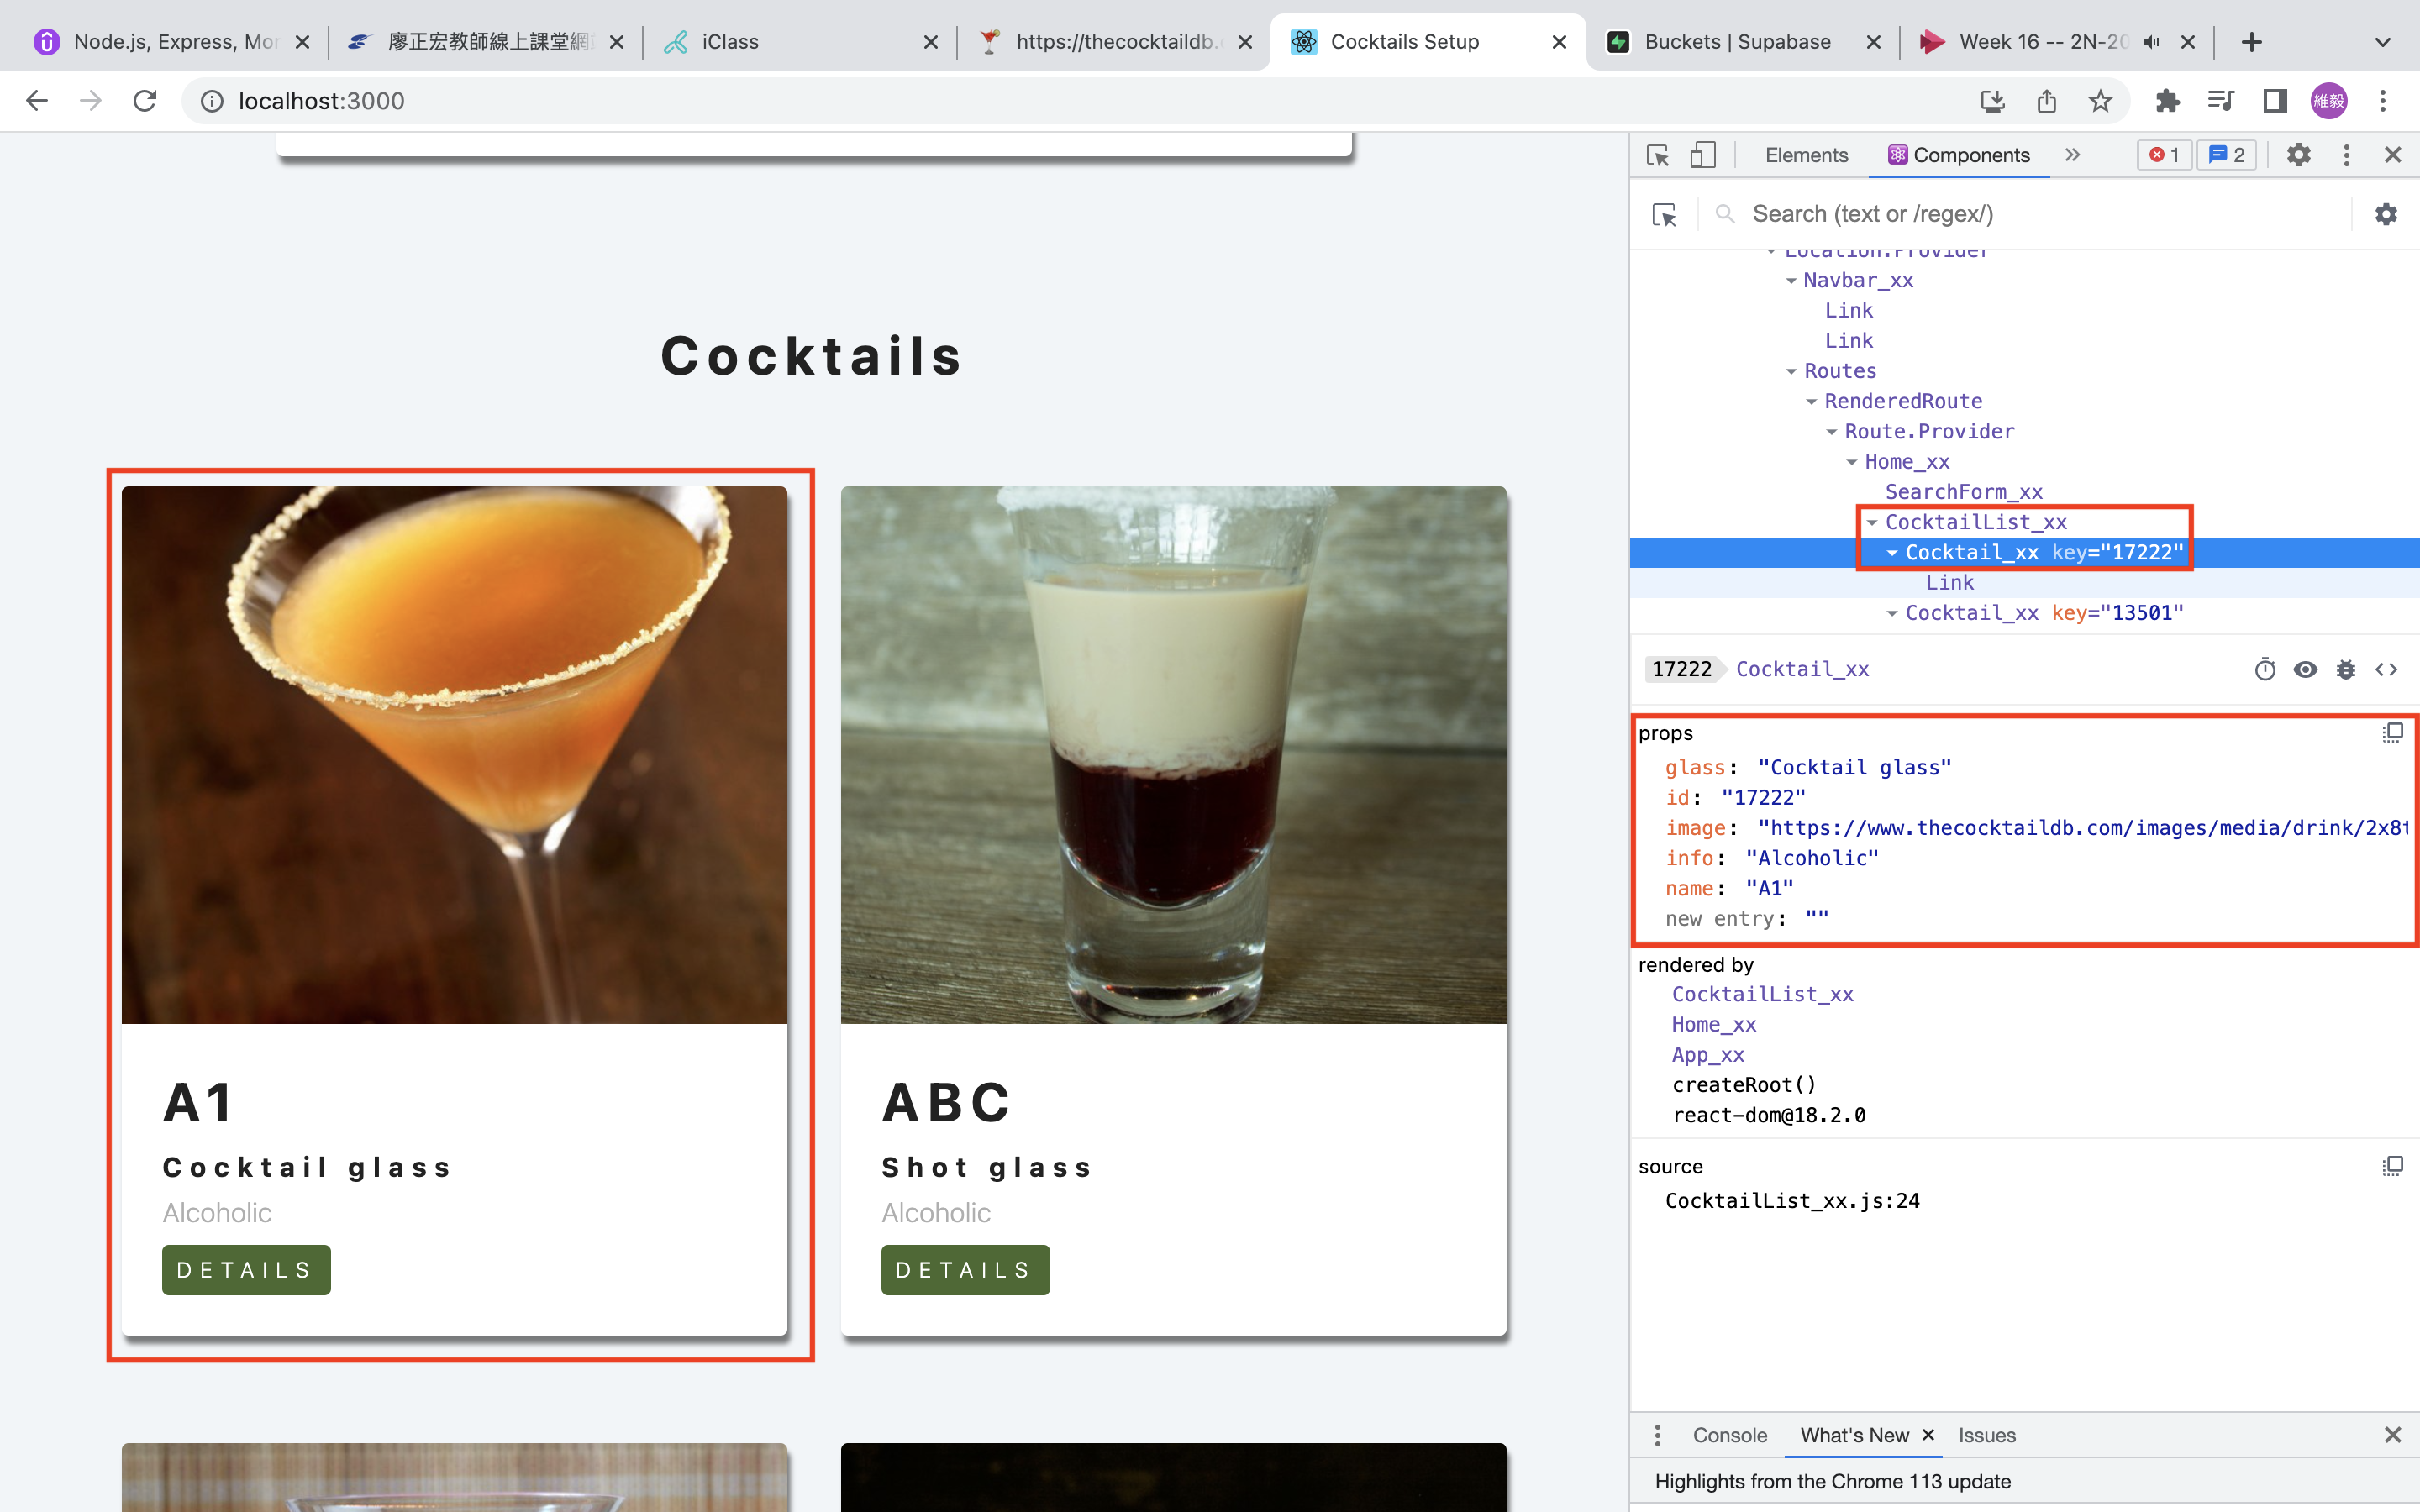 Node.js, Express, Mor
廖正宏教師線上課堂網
iClass
https://thecocktaildb.
Cocktails Setup
Buckets | Supabase
Week 16 -- 2N-20
localhost:3000
維毅
Elements
Components
1
2
Search (text or /regex/)
Location.Provider
Navbar_xx
Link
Link
Routes
RenderedRoute
Route.Provider
Home_xx
SearchForm_xx
CocktailList_xx
Cocktail_xx key="17222"
Link
Cocktail_xx key="13501"
17222 Cocktail_xx
props
glass: "Cocktail glass"
id: "17222"
image: "https://www.thecocktaildb.com/images/media/drink/2x8t
info: "Alcoholic"
name: "A1"
new entry: ""
rendered by
CocktailList_xx
Home_xx
App_xx
createRoot()
react-dom@18.2.0
source
CocktailList_xx.js:24
Console
What's New
Issues
Highlights from the Chrome 113 update
Cocktails
A1
Cocktail glass
Alcoholic
DETAILS
ABC
Shot glass
Alcoholic
DETAILS